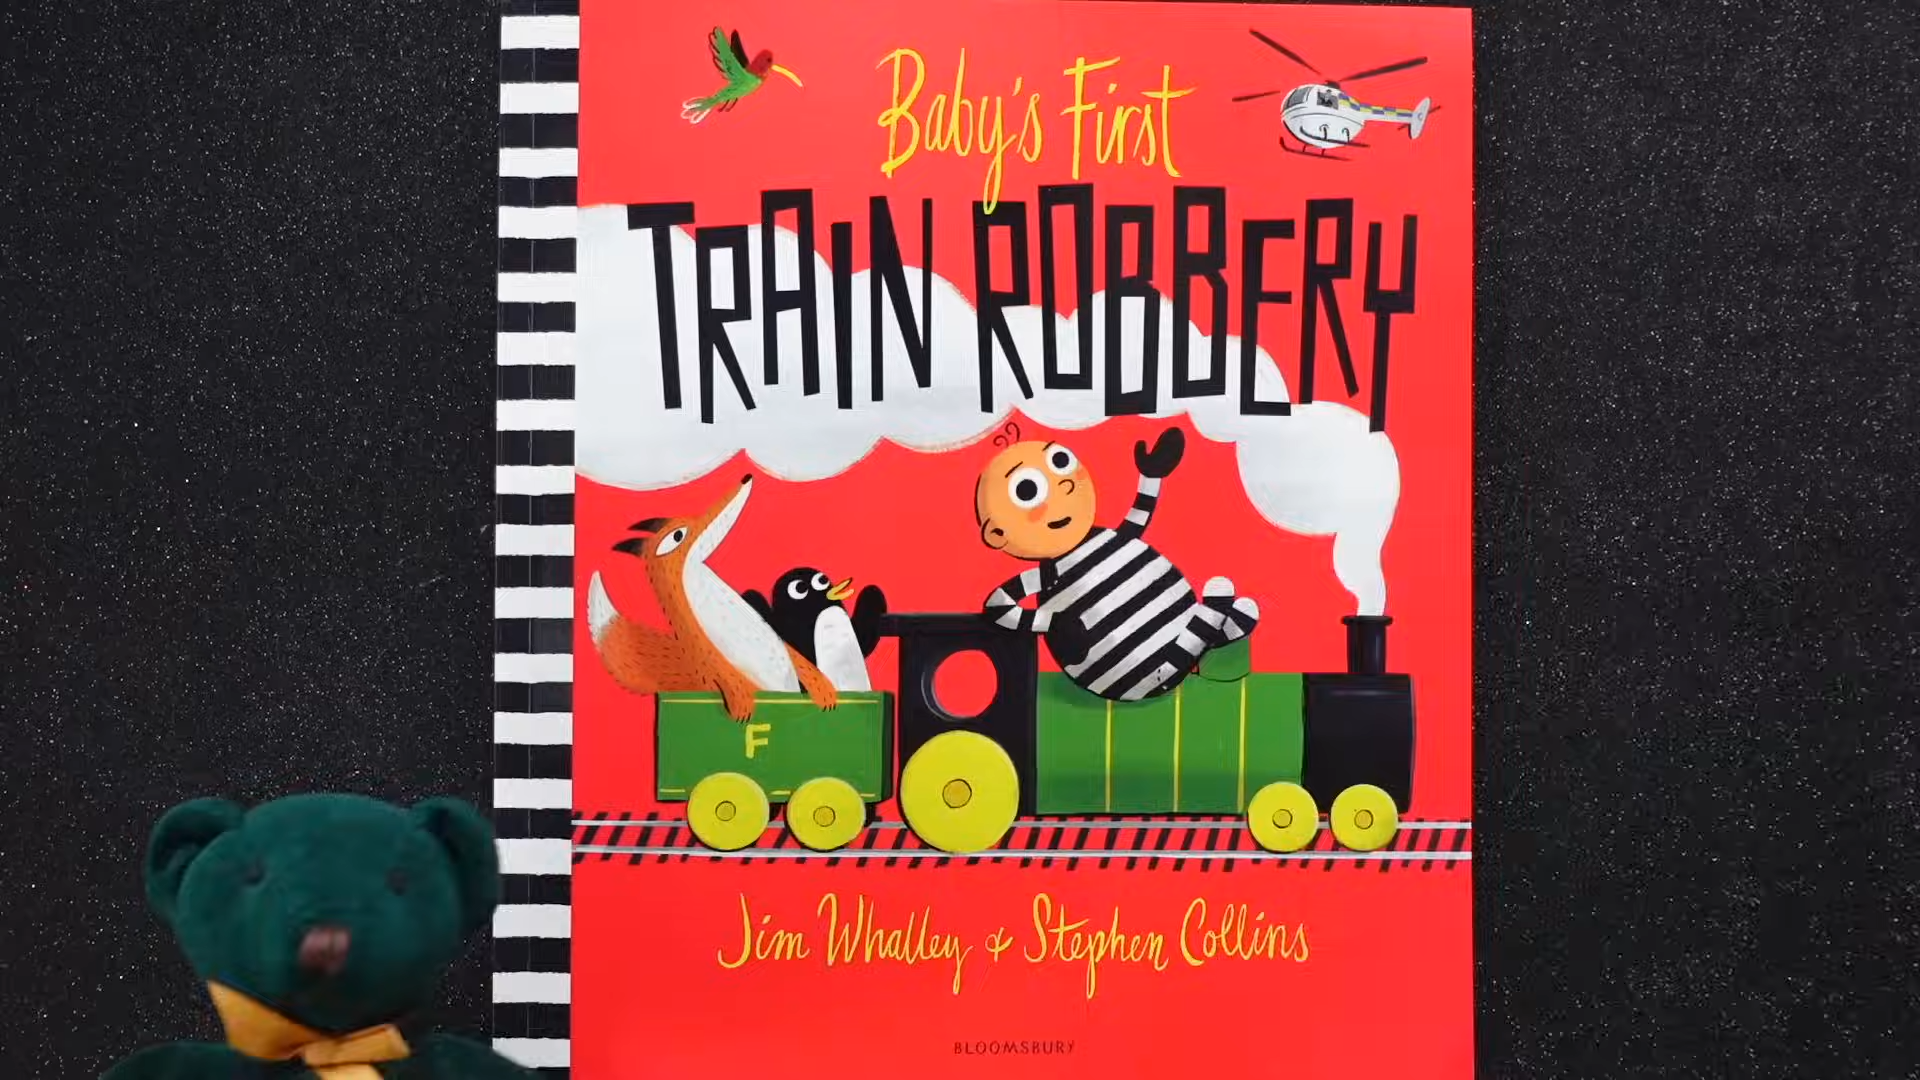 Baby's First
TRAIN ROBBERY
F
Jim Whalley & Stephen Collins
BLOOMSBURY